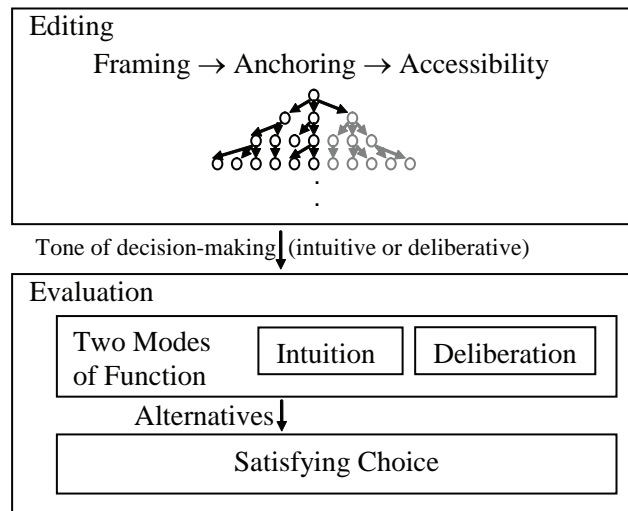 Editing
Framing → Anchoring → Accessibility
.
.
Tone of decision-making (intuitive or deliberative)
Evaluation
Two Modes
of Function
Intuition
Deliberation
Alternatives
Satisfying Choice